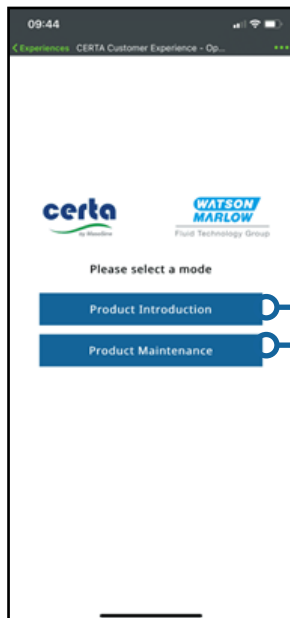 09:44
Experiences CERTA Customer Experience - Op...
certa
by MasoSine
WATSON
MARLOW
Fluid Technology Group
Please select a mode
Product Introduction
Product Maintenance